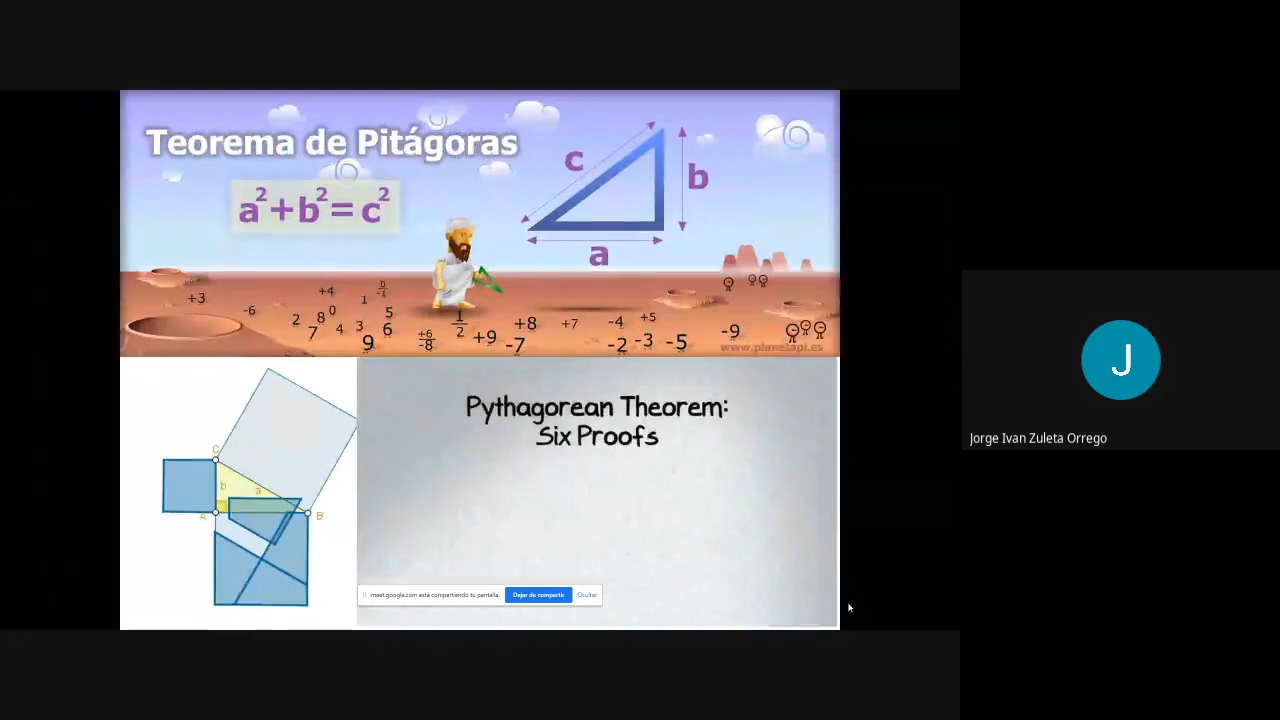 Teorema de Pitágoras
a²+b²= c²
c
b
a
+3
-6
+4
1
0
-1
2
8
0
5
7
4
3
6
9
+6
-8
1
2
+9
+8
-7
+7
-4
+5
-2
-3
-5
-9
www.planetapi.es
Pythagorean Theorem:
Six Proofs
C
b
a
A
B
meet.google.com está compartiendo tu pantalla.
Dejar de compartir
Ocultar
J
Jorge Ivan Zuleta Orrego